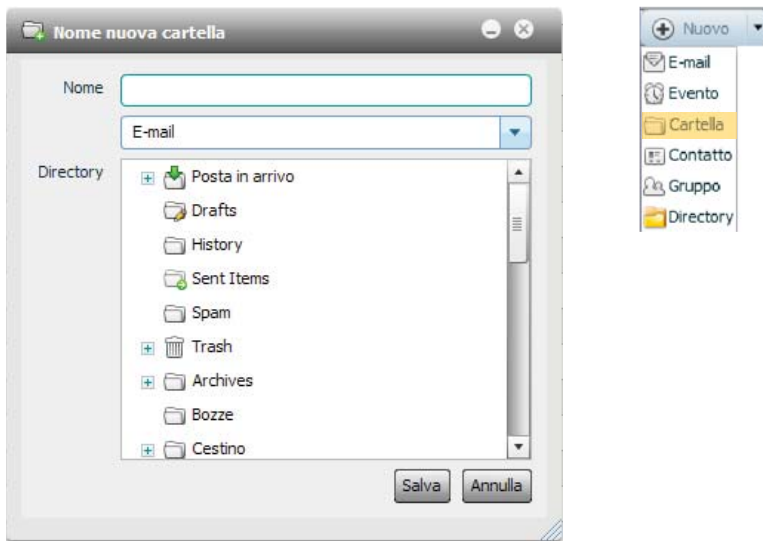 Nome nuova cartella
Nome
E-mail
Directory
Posta in arrivo
Drafts
History
Sent Items
Spam
Trash
Archives
Bozze
Cestino
Salva Annulla
Nuovo
E-mail
Evento
Cartella
Contatto
Gruppo
Directory